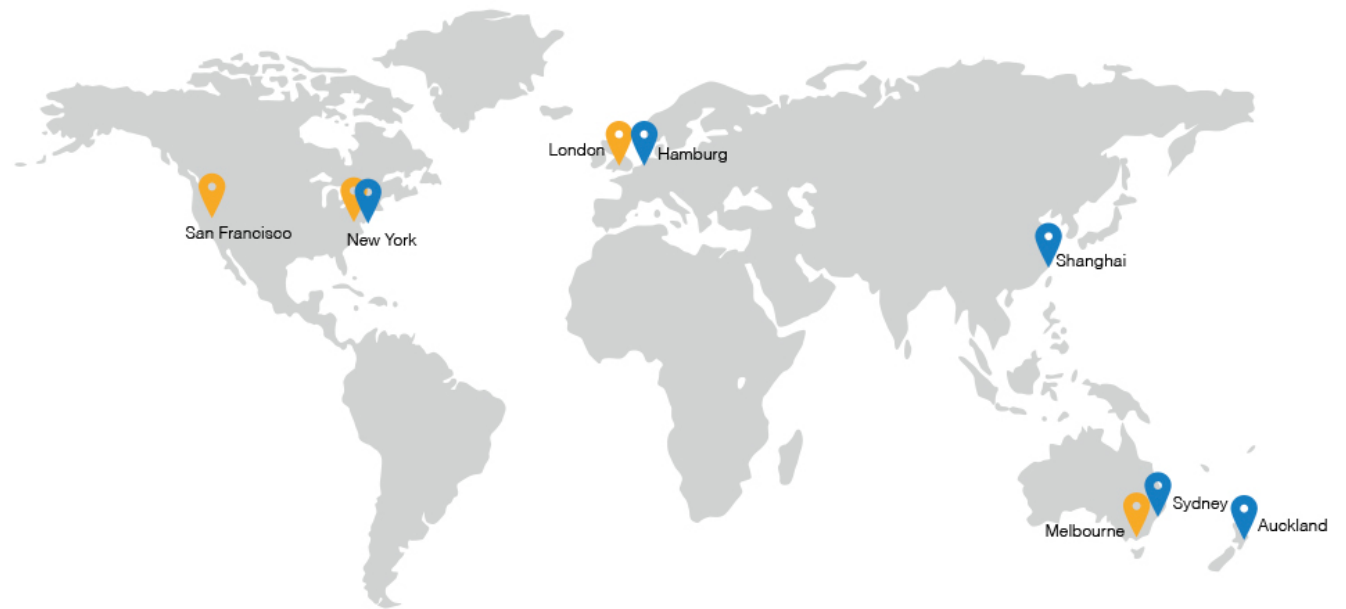 London
Hamburg
San Francisco
New York
Shanghai
Sydney
Auckland
Melbourne